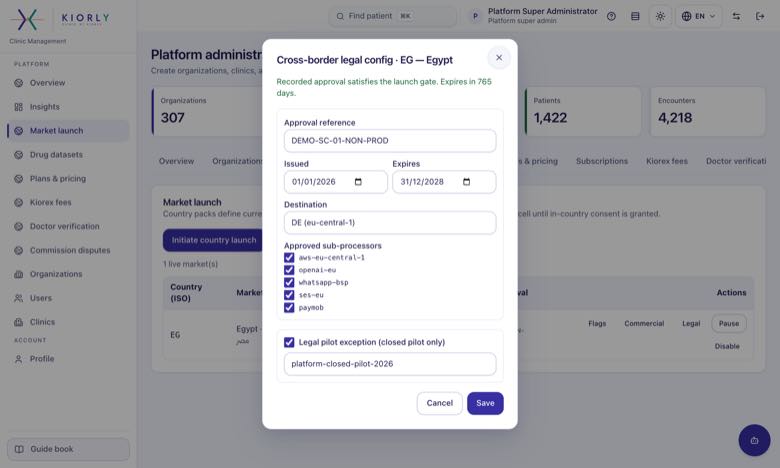 KIORLY
Clinic Management
PLATFORM
Overview
Insights
Market launch
Drug datasets
Plans & pricing
Kiorex fees
Doctor verification
Commission disputes
Organizations
Users
Clinics
ACCOUNT
Profile
Guide book
Find patient ⌘K
P
Platform Super Administrator
Platform super admin
EN
Platform administr
Create organizations, clinics, a
Organizations
307
Patients
1,422
Encounters
4,218
Overview
Organizations
s & pricing
Subscriptions
Kiorex fees
Doctor verificati
Market launch
Country packs define curre
cell until in-country consent is granted.
Initiate country launch
1 live market(s)
Country (ISO)
Market
val
Actions
EG
Egypt ·
مصر
Flags
Commercial
Legal
Pause
Disable
Cross-border legal config · EG — Egypt
Recorded approval satisfies the launch gate. Expires in 765
days.
Approval reference
DEMO-SC-01-NON-PROD
Issued
Expires
01/01/2026
31/12/2028
Destination
DE (eu-central-1)
Approved sub-processors
aws-eu-central-1
openai-eu
whatsapp-bsp
ses-eu
paymob
Legal pilot exception (closed pilot only)
platform-closed-pilot-2026
Cancel
Save